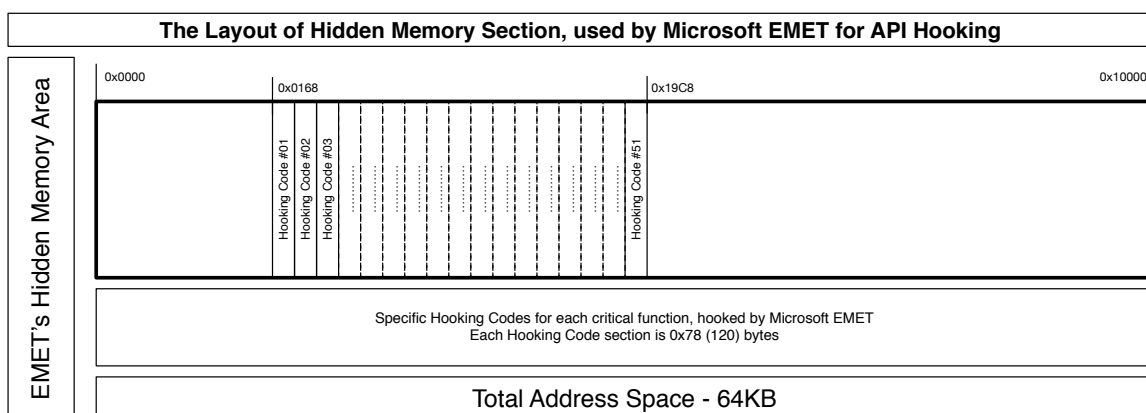 The Layout of Hidden Memory Section, used by Microsoft EMET for API Hooking
EMET's Hidden Memory Area
0x0000
0x0168
0x19C8
0x10000
Hooking Code #01
Hooking Code #02
Hooking Code #03
..........
..........
..........
..........
..........
..........
..........
..........
..........
..........
..........
..........
..........
Hooking Code #51
Specific Hooking Codes for each critical function, hooked by Microsoft EMET
Each Hooking Code section is 0x78 (120) bytes
Total Address Space - 64KB